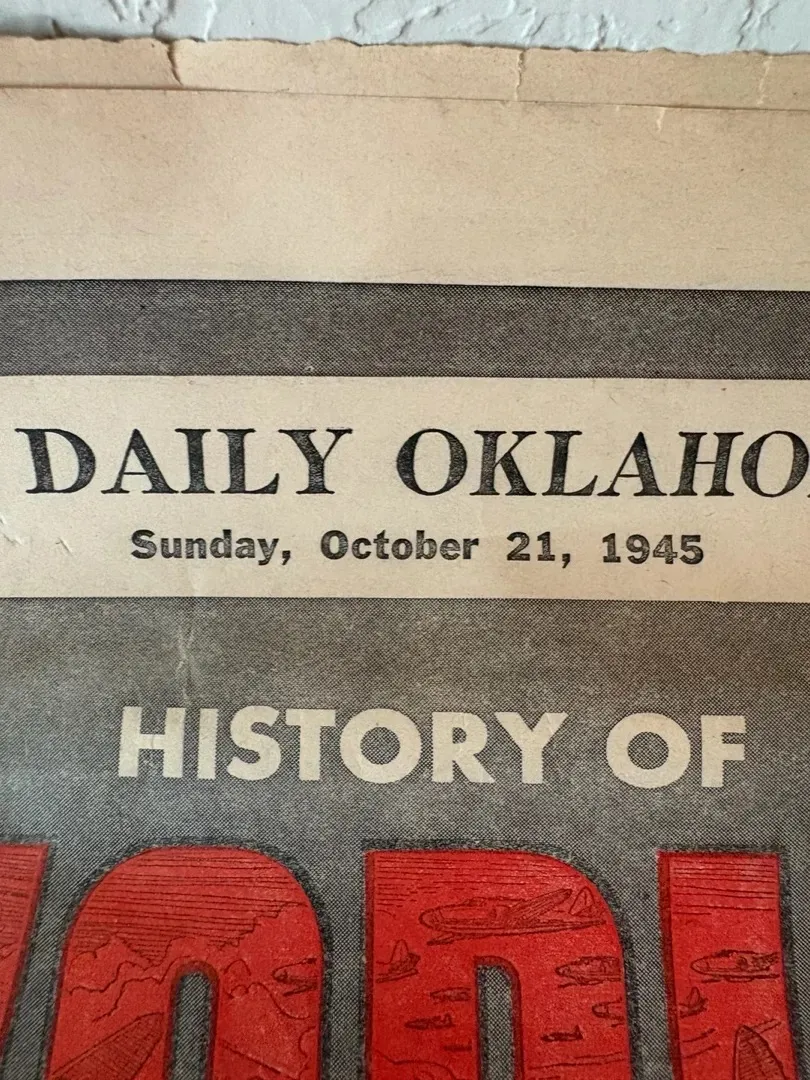 DAILY OKLAHO
Sunday, October 21, 1945
HISTORY OF